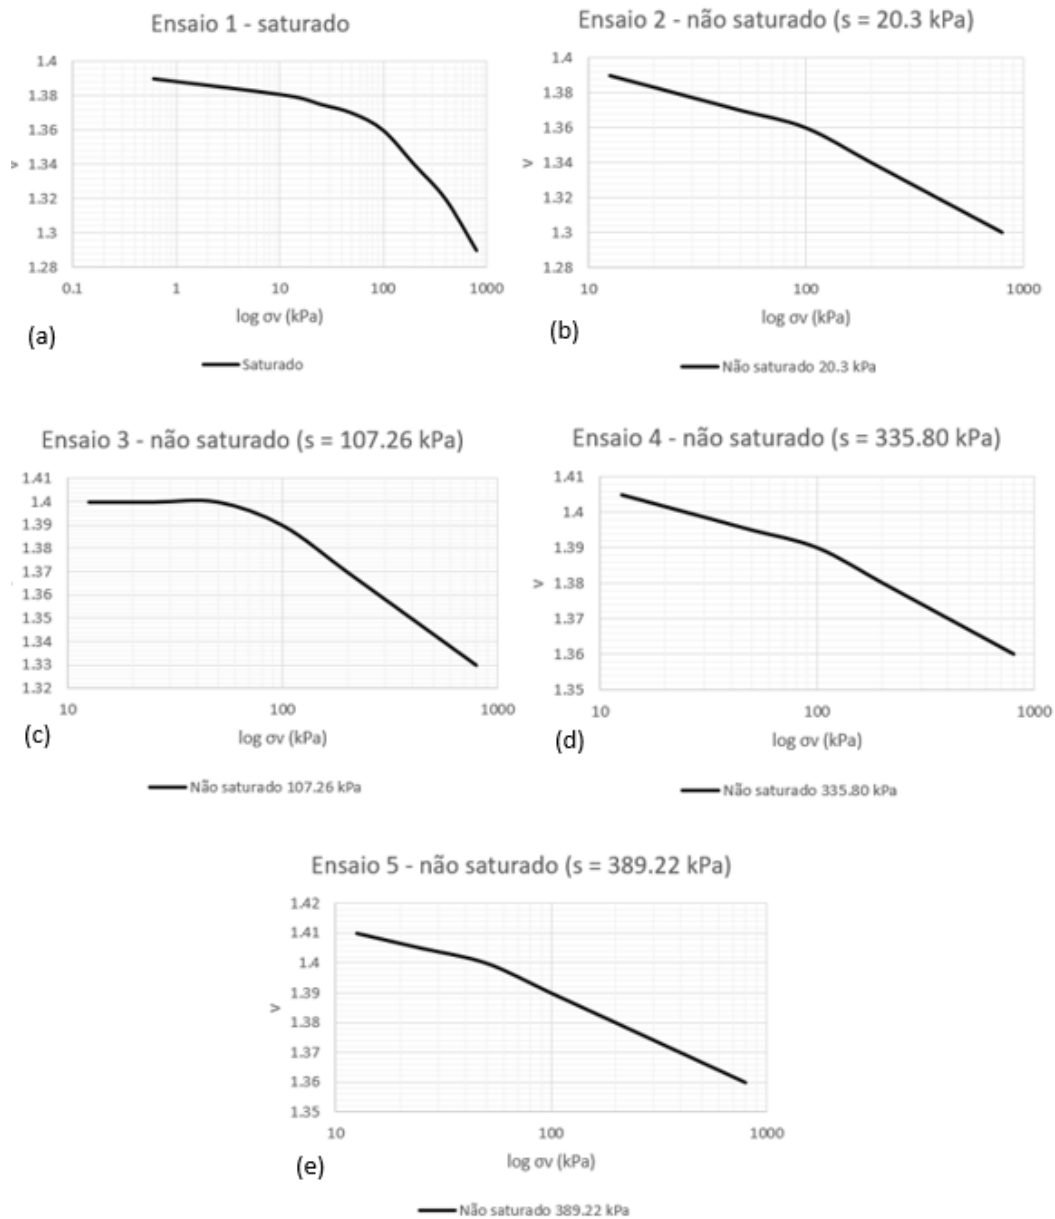 Ensaio 1 - saturado
1.4
1.38
1.36
1.34
1.32
1.3
1.28
v
0.1 1 10 100 1000
log σv (kPa)
(a)
Saturado
Ensaio 2 - não saturado (s = 20.3 kPa)
1.4
1.38
1.36
1.34
1.32
1.3
1.28
v
10 100 1000
log σv (kPa)
(b)
Não saturado 20.3 kPa
Ensaio 3 - não saturado (s = 107.26 kPa)
1.41
1.4
1.39
1.38
1.37
1.36
1.35
1.34
1.33
1.32
10 100 1000
log σv (kPa)
(c)
Não saturado 107.26 kPa
Ensaio 4 - não saturado (s = 335.80 kPa)
1.41
1.4
1.39
1.38
1.37
1.36
1.35
v
10 100 1000
log σv (kPa)
(d)
Não saturado 335.80 kPa
Ensaio 5 - não saturado (s = 389.22 kPa)
1.42
1.41
1.4
1.39
1.38
1.37
1.36
1.35
v
10 100 1000
log σv (kPa)
(e)
Não saturado 389.22 kPa